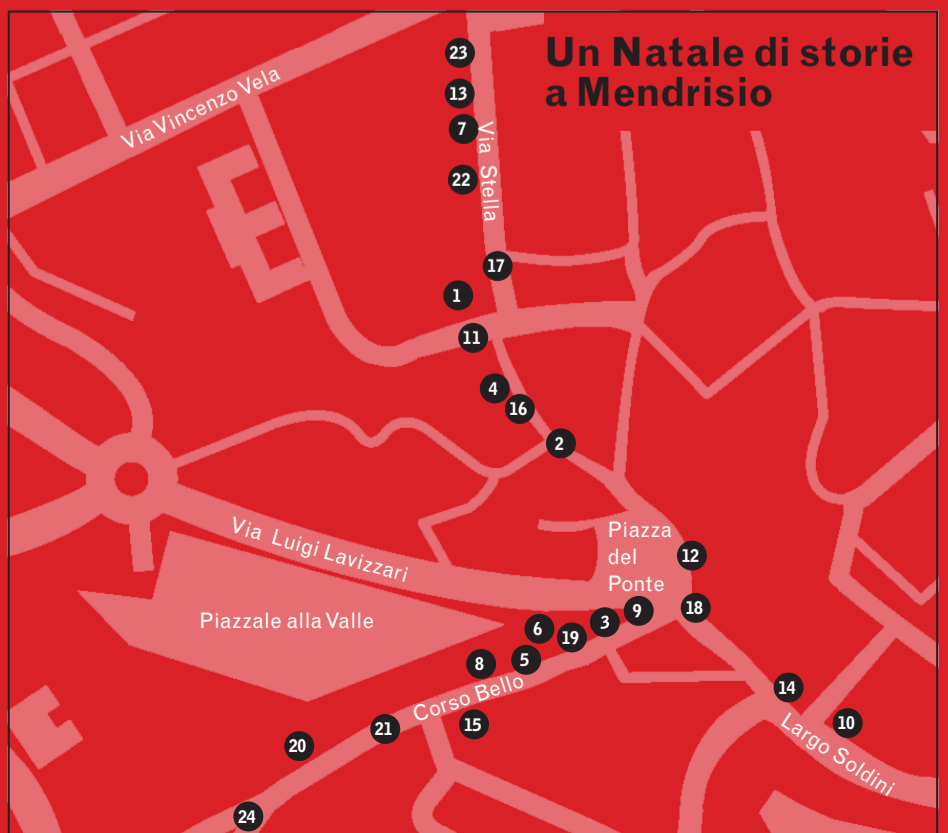 Un Natale di storie
a Mendrisio
23
13
Via Vincenzo Vela
7
Via Stella
22
17
1
11
4
16
2
Via Luigi Lavizzari
Piazza
del
Ponte
12
Piazzale alla Valle
18
9
3
6
19
5
8
Corso Bello
14
15
10
21
Largo Soldini
20
24